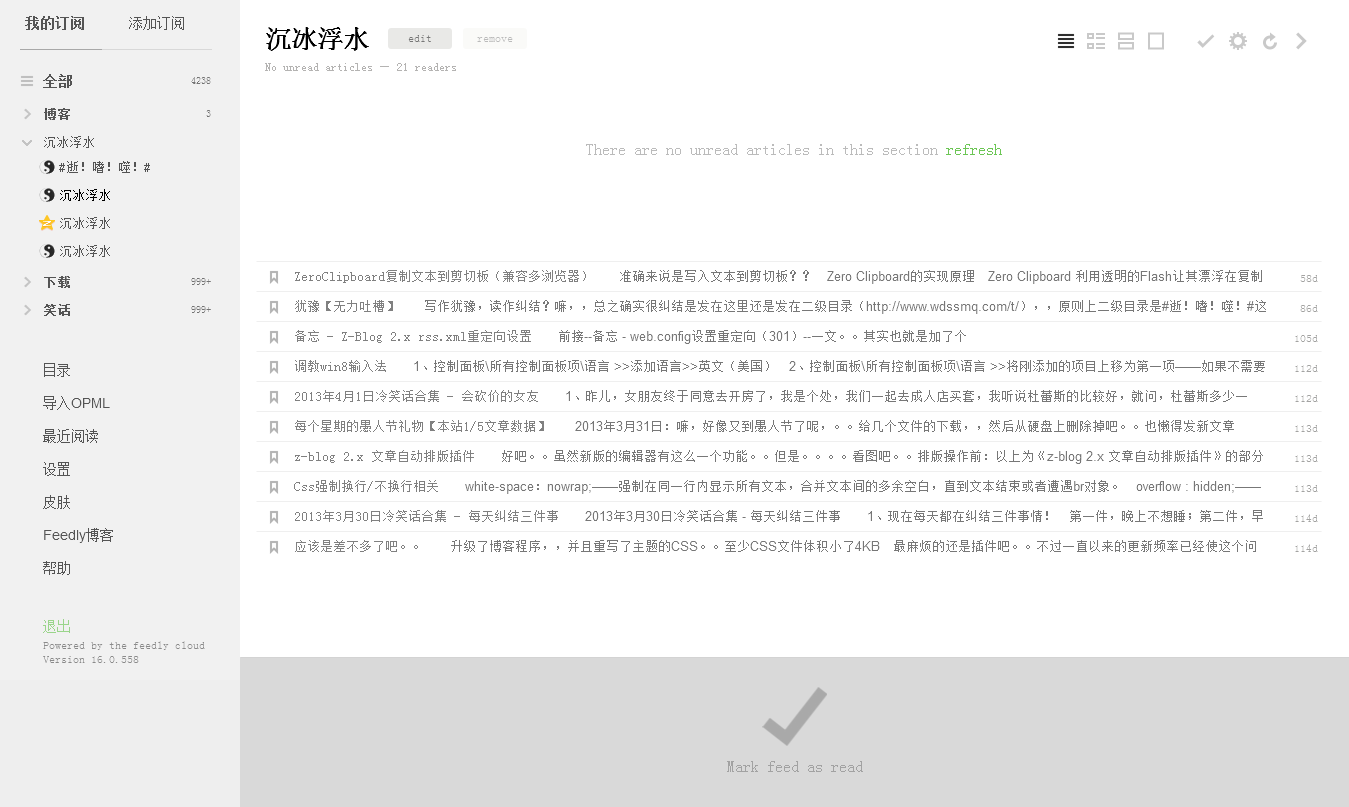 我的订阅 添加订阅
全部 4238
博客 3
沉冰浮水
#逝！嗜！噬！#
沉冰浮水
沉冰浮水
沉冰浮水
下载 999+
笑话 999+
目录
导入OPML
最近阅读
设置
皮肤
Feedly博客
帮助
退出
Powered by the feedly cloud
Version 16.0.558
沉冰浮水 edit remove
No unread articles — 21 readers
There are no unread articles in this section refresh
ZeroClipboard复制文本到剪切板（兼容多浏览器） 准确来说是写入文本到剪切板？？ Zero Clipboard的实现原理 Zero Clipboard 利用透明的Flash让其漂浮在复制 58d
犹豫【无力吐槽】 写作犹豫，读作纠结？嘛，，总之确实很纠结是发在这里还是发在二级目录（http://www.wdssmq.com/t/），，原则上二级目录是#逝！嗜！噬！#这 86d
备忘 - Z-Blog 2.x rss.xml重定向设置 前接--备忘 - web.config设置重定向（301）--一文。。其实也就是加了个 105d
调教win8输入法 1、控制面板\所有控制面板项\语言 >>添加语言>>英文（美国） 2、控制面板\所有控制面板项\语言 >>将刚添加的项目上移为第一项——如果不需要 112d
2013年4月1日冷笑话合集 - 会砍价的女友 1、昨儿，女朋友终于同意去开房了，我是个处，我们一起去成人店买套，我听说杜蕾斯的比较好，就问，杜蕾斯多少一 112d
每个星期的愚人节礼物【本站1/5文章数据】 2013年3月31日：嘛，好像又到愚人节了呢，。。给几个文件的下载，，然后从硬盘上删除掉吧。。也懒得发新文章 113d
z-blog 2.x 文章自动排版插件 好吧。。虽然新版的编辑器有这么一个功能。。但是。。。。看图吧。。排版操作前：以上为《z-blog 2.x 文章自动排版插件》的部分 113d
Css强制换行/不换行相关 white-space：nowrap;——强制在同一行内显示所有文本，合并文本间的多余空白，直到文本结束或者遭遇br对象。 overflow : hidden;—— 113d
2013年3月30日冷笑话合集 - 每天纠结三件事 2013年3月30日冷笑话合集 - 每天纠结三件事 1、现在每天都在纠结三件事情！ 第一件，晚上不想睡；第二件，早 114d
应该是差不多了吧。。 升级了博客程序，，并且重写了主题的CSS。。至少CSS文件体积小了4KB 最麻烦的还是插件吧。。不过一直以来的更新频率已经使这个问 114d
Mark feed as read